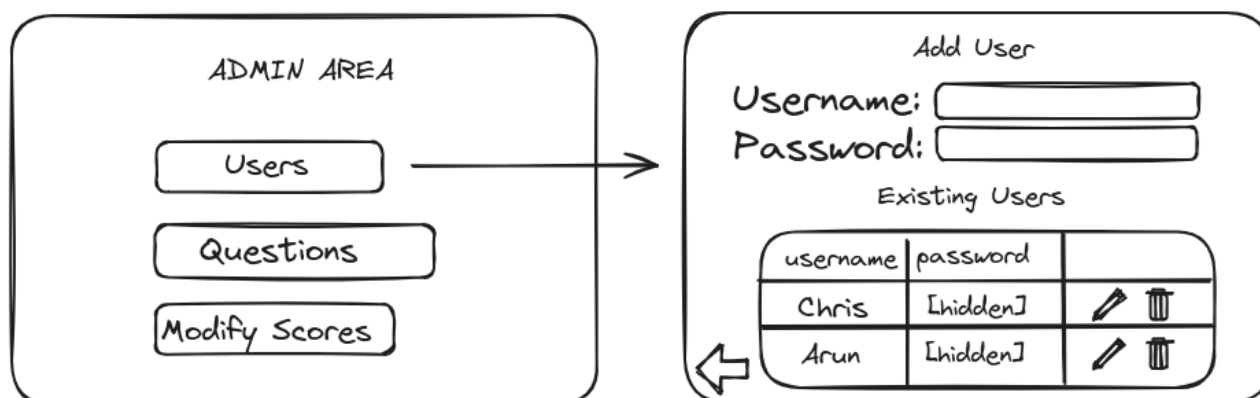 ADMIN AREA
Users
Questions
Modify Scores
Add User
Username:
Password:
Existing Users
username password
Chris [hidden]
Arun [hidden]